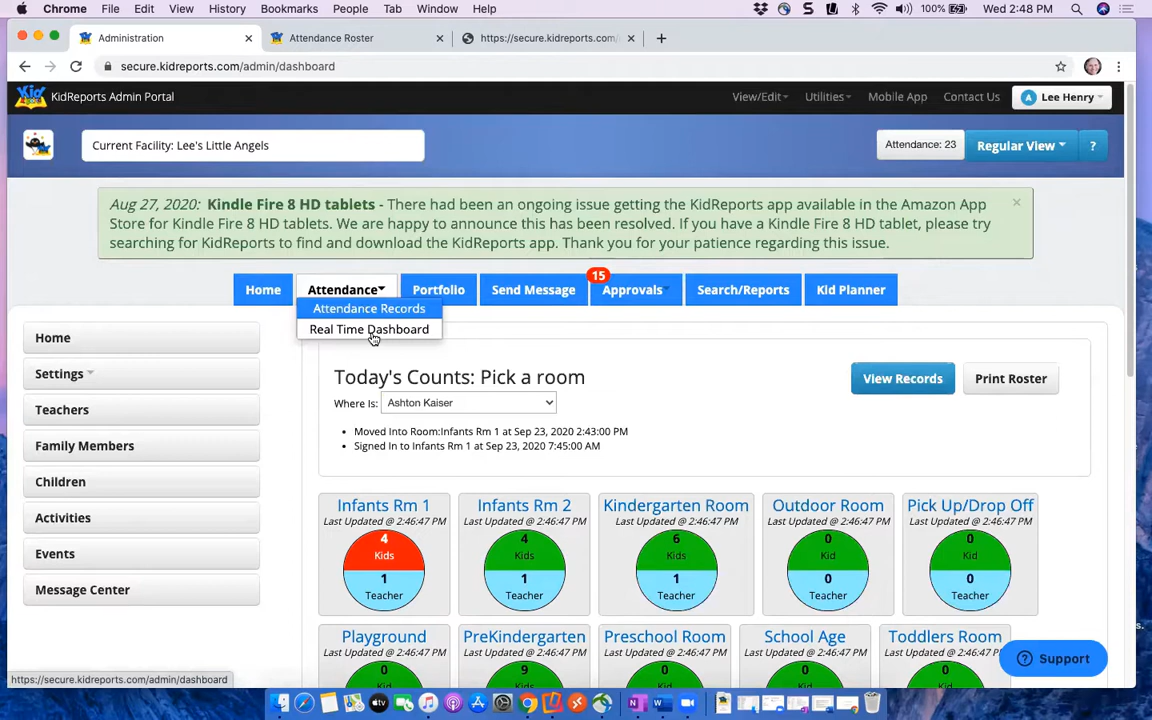 Chrome File Edit View History Bookmarks People Tab Window Help 100% Wed 2:48 PM
Administration × Attendance Roster × https://secure.kidreports.com/ × +
secure.kidreports.com/admin/dashboard
Kid KidReports Admin Portal View/Edit Utilities Mobile App Contact Us A Lee Henry
Current Facility: Lee's Little Angels Attendance: 23 Regular View ?
Aug 27, 2020: Kindle Fire 8 HD tablets - There had been an ongoing issue getting the KidReports app available in the Amazon App ×
Store for Kindle Fire 8 HD tablets. We are happy to announce this has been resolved. If you have a Kindle Fire 8 HD tablet, please try
searching for KidReports to find and download the KidReports app. Thank you for your patience regarding this issue.
15
Home Attendance Portfolio Send Message Approvals Search/Reports Kid Planner
Attendance Records
Real Time Dashboard
Home
Settings
Teachers
Family Members
Children
Activities
Events
Message Center
Today's Counts: Pick a room View Records Print Roster
Where Is: Ashton Kaiser
• Moved Into Room:Infants Rm 1 at Sep 23, 2020 2:43:00 PM
• Signed In to Infants Rm 1 at Sep 23, 2020 7:45:00 AM
Infants Rm 1 Infants Rm 2 Kindergarten Room Outdoor Room Pick Up/Drop Off
Last Updated @ 2:46:47 PM Last Updated @ 2:46:47 PM Last Updated @ 2:46:47 PM Last Updated @ 2:46:47 PM Last Updated @ 2:46:47 PM
4 4 6 0 0
Kids Kids Kids Kids Kid
1 1 1 0 0
Teacher Teacher Teacher Teacher Teacher
Playground PreKindergarten Preschool Room School Age Toddlers Room
Last Updated @ 2:46:47 PM Last Updated @ 2:46:47 PM Last Updated @ 2:46:47 PM Last Updated @ 2:46:47 PM Last Updated @ 2:46:47 PM
0 9 0 0
? Support
https://secure.kidreports.com/admin/dashboard